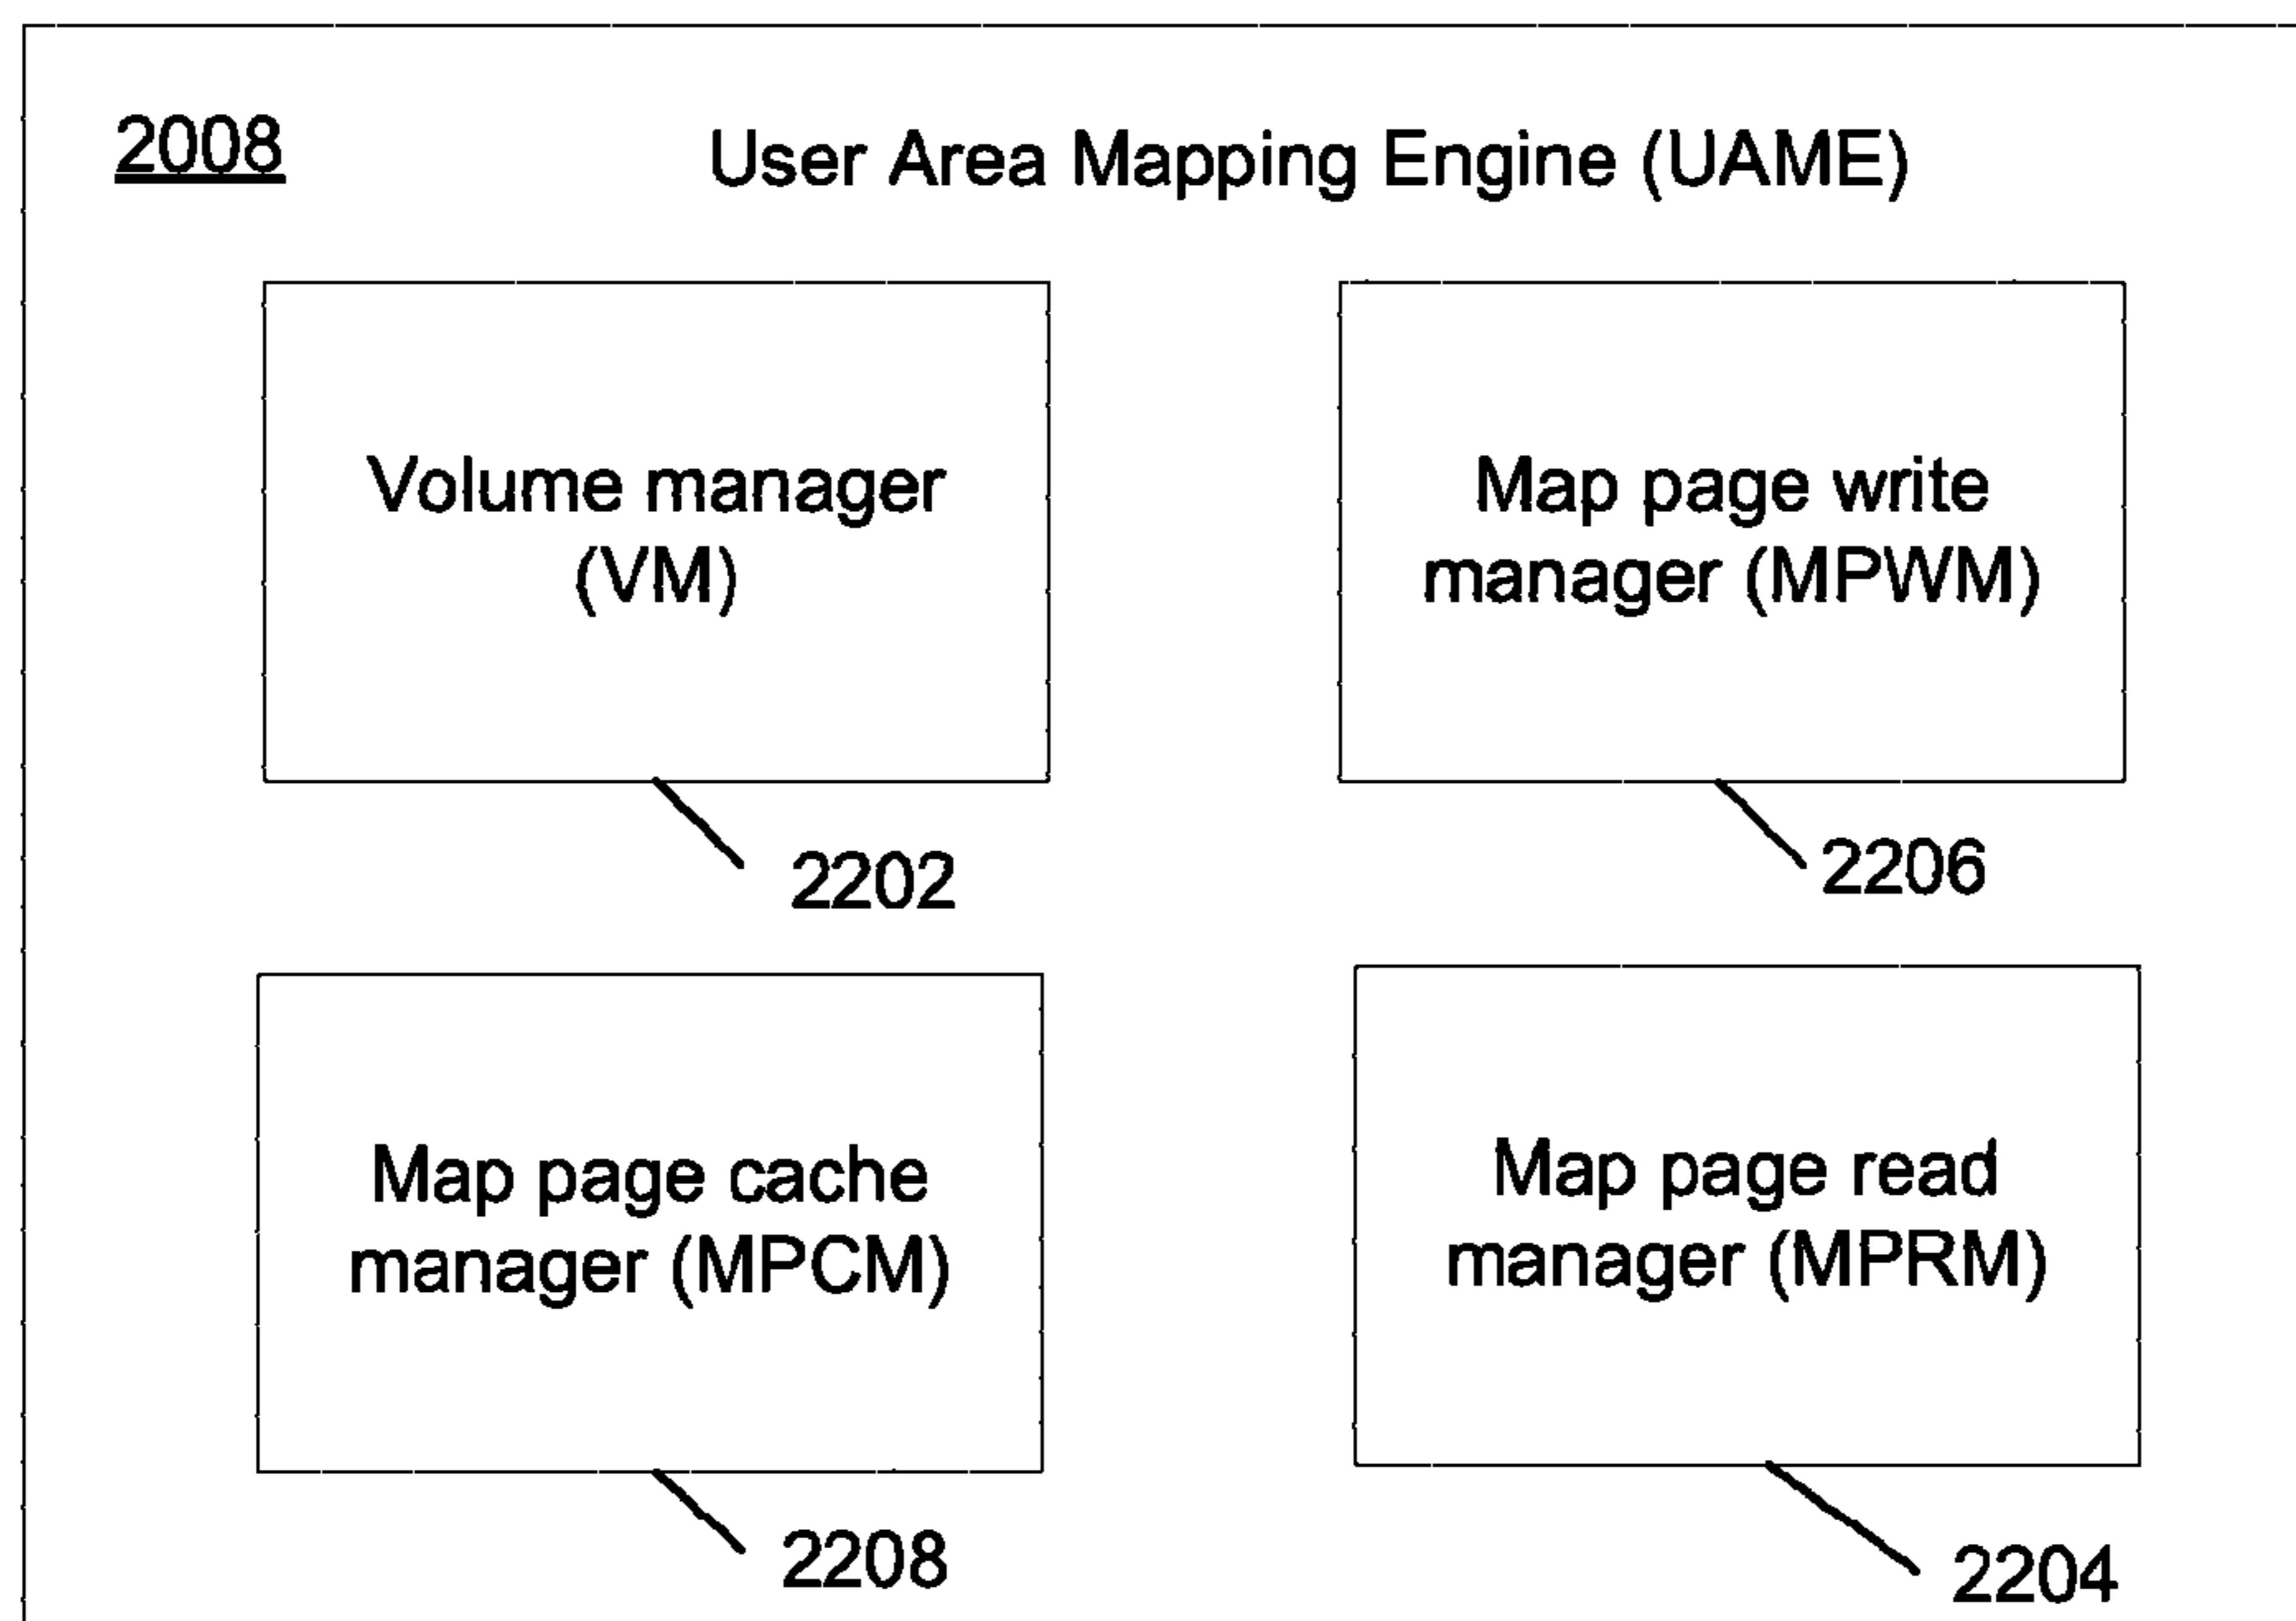 2008
User Area Mapping Engine (UAME)
Volume manager
(VM)
2202
Map page write
manager (MPWM)
2206
Map page cache
manager (MPCM)
2208
Map page read
manager (MPRM)
2204